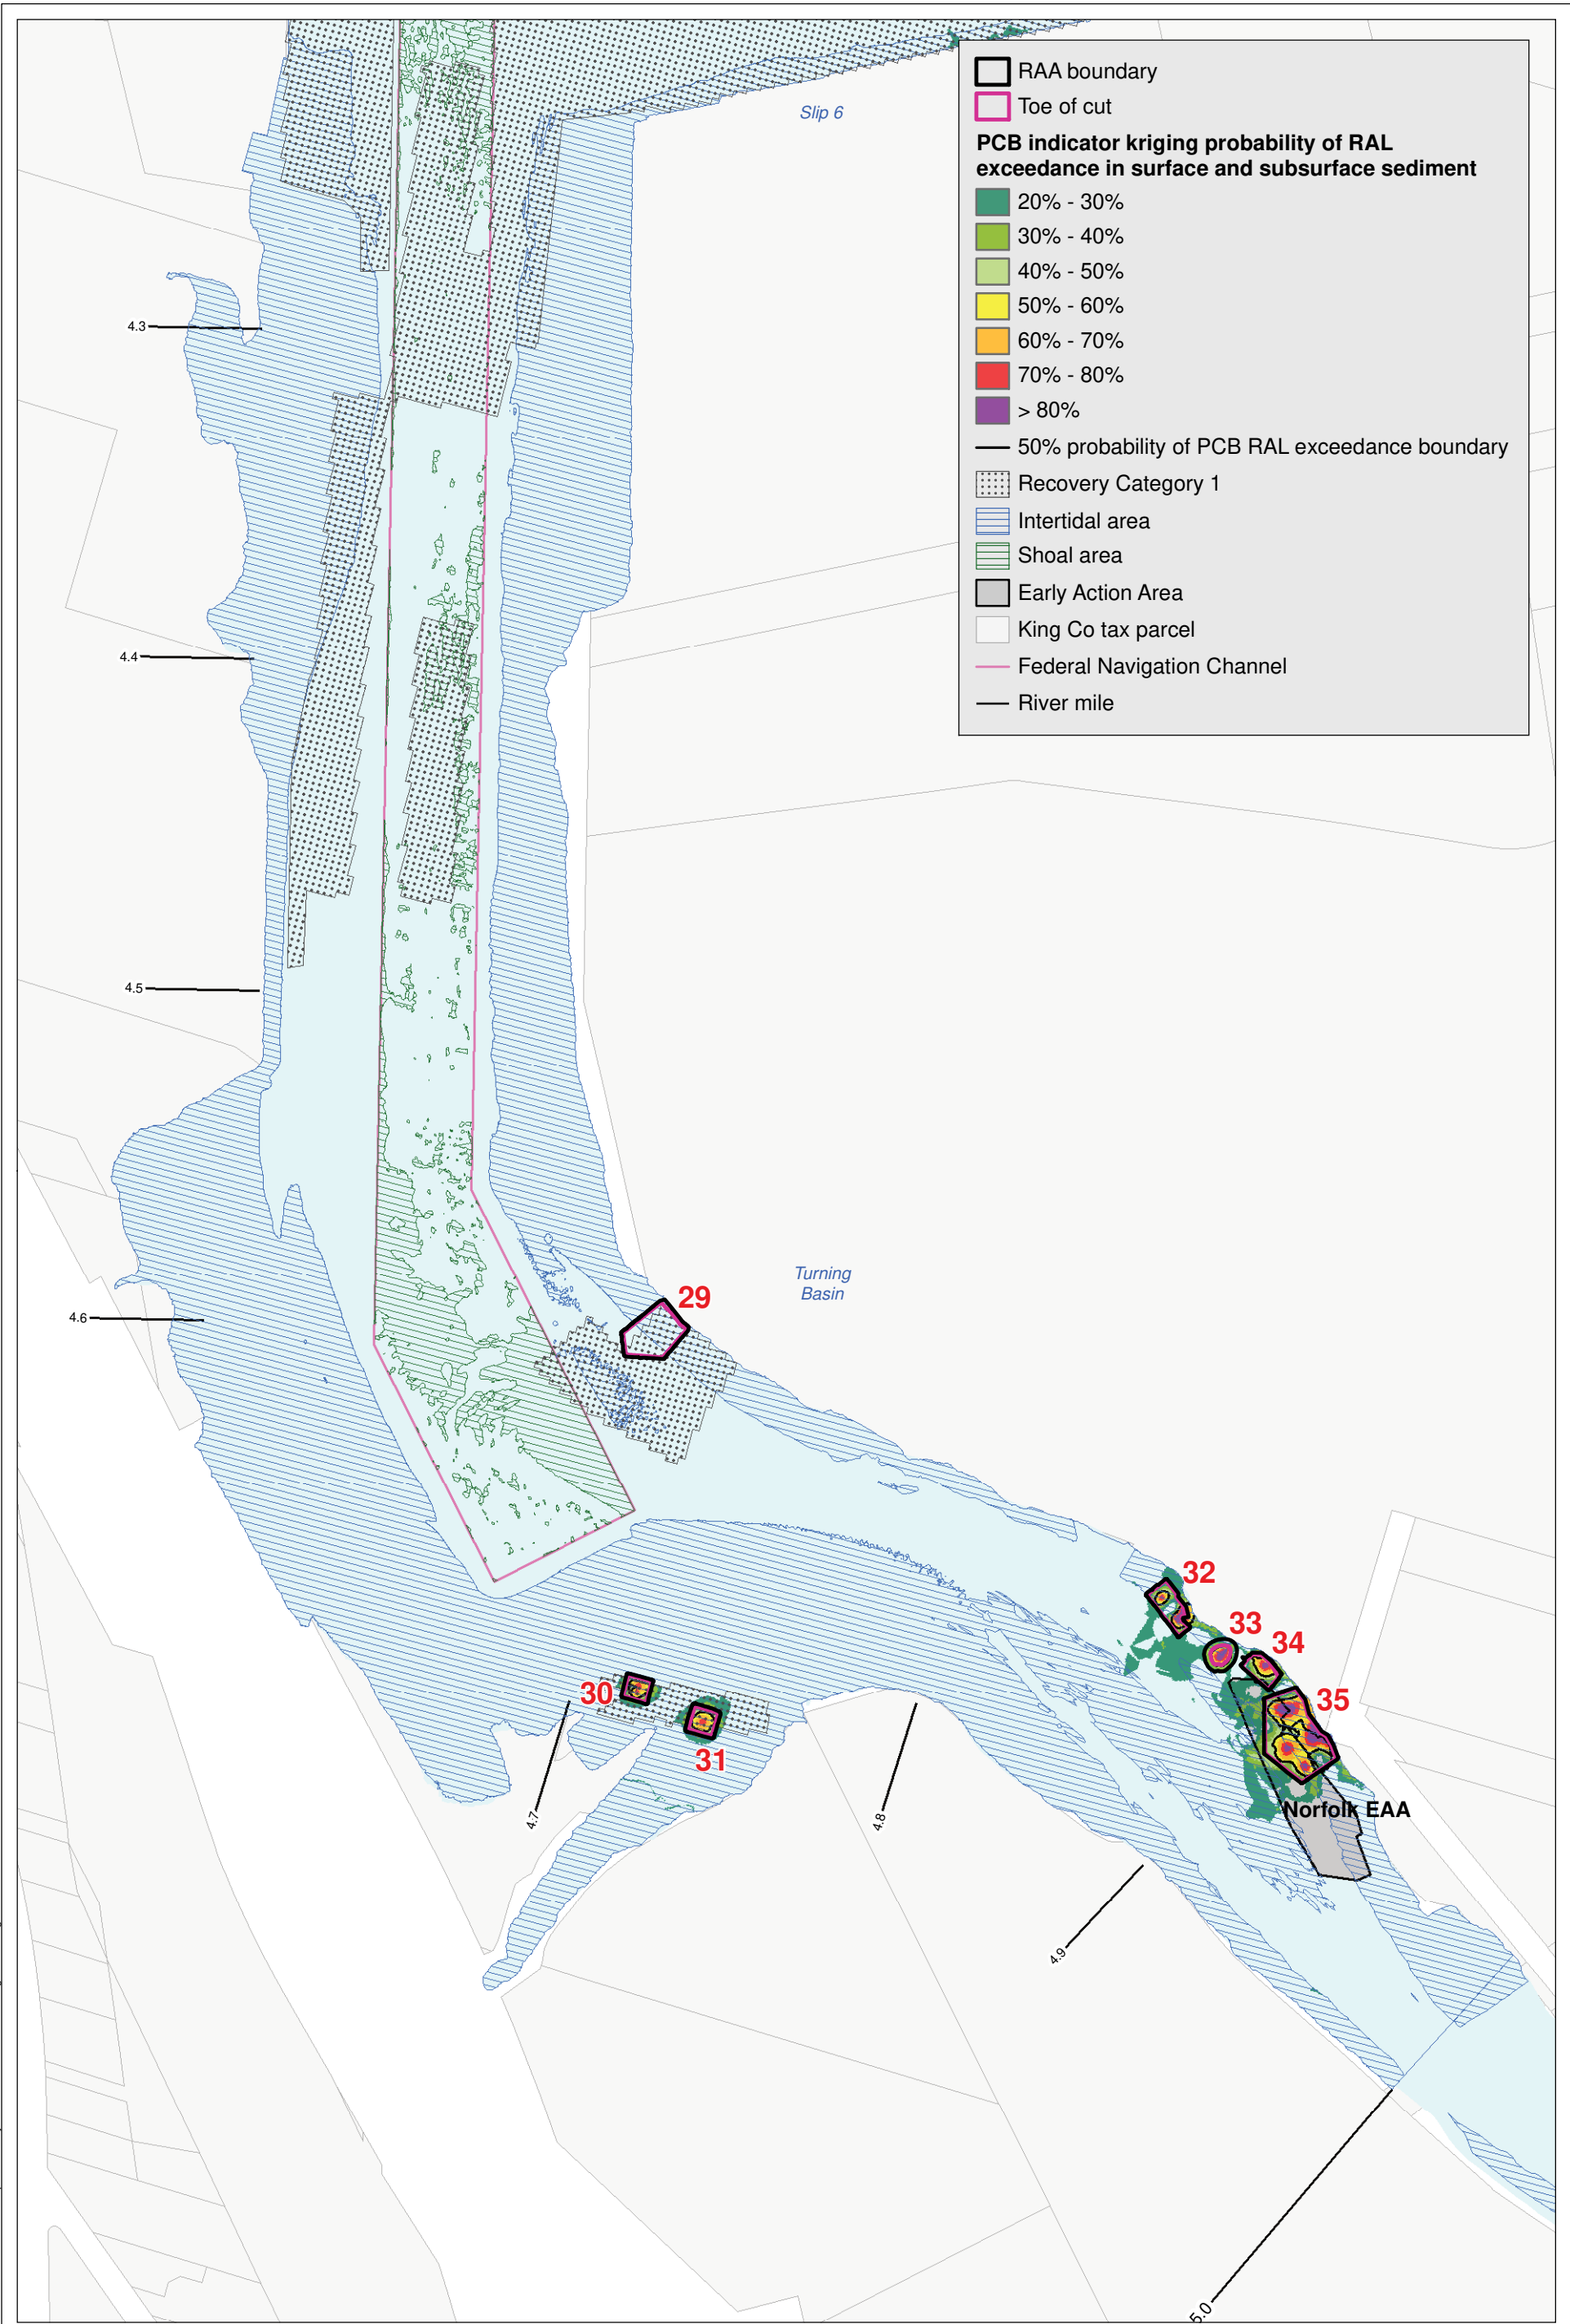 Slip 6
RAA boundary
Toe of cut
PCB indicator kriging probability of RAL
exceedance in surface and subsurface sediment
20% - 30%
30% - 40%
40% - 50%
50% - 60%
60% - 70%
70% - 80%
> 80%
50% probability of PCB RAL exceedance boundary
Recovery Category 1
Intertidal area
Shoal area
Early Action Area
King Co tax parcel
Federal Navigation Channel
River mile
4.3
4.4
4.5
Turning
Basin
29
4.6
32
33
34
30
35
31
Norfolk EAA
4.7
4.8
4.9
5.0